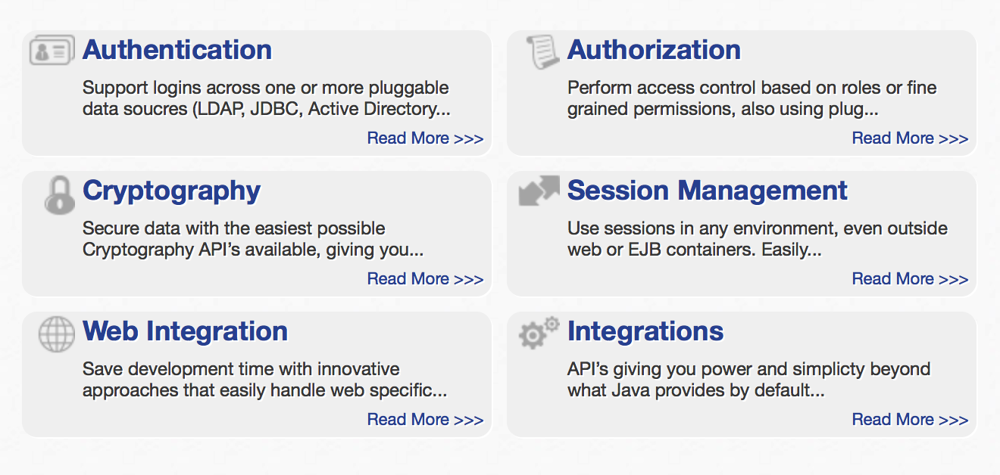 Authentication
Support logins across one or more pluggable
data soucres (LDAP, JDBC, Active Directory...
Read More >>>
Authorization
Perform access control based on roles or fine
grained permissions, also using plug...
Read More >>>
Cryptography
Secure data with the easiest possible
Cryptography API's available, giving you...
Read More >>>
Session Management
Use sessions in any environment, even outside
web or EJB containers. Easily...
Read More >>>
Web Integration
Save development time with innovative
approaches that easily handle web specific...
Read More >>>
Integrations
API's giving you power and simplicty beyond
what Java provides by default...
Read More >>>